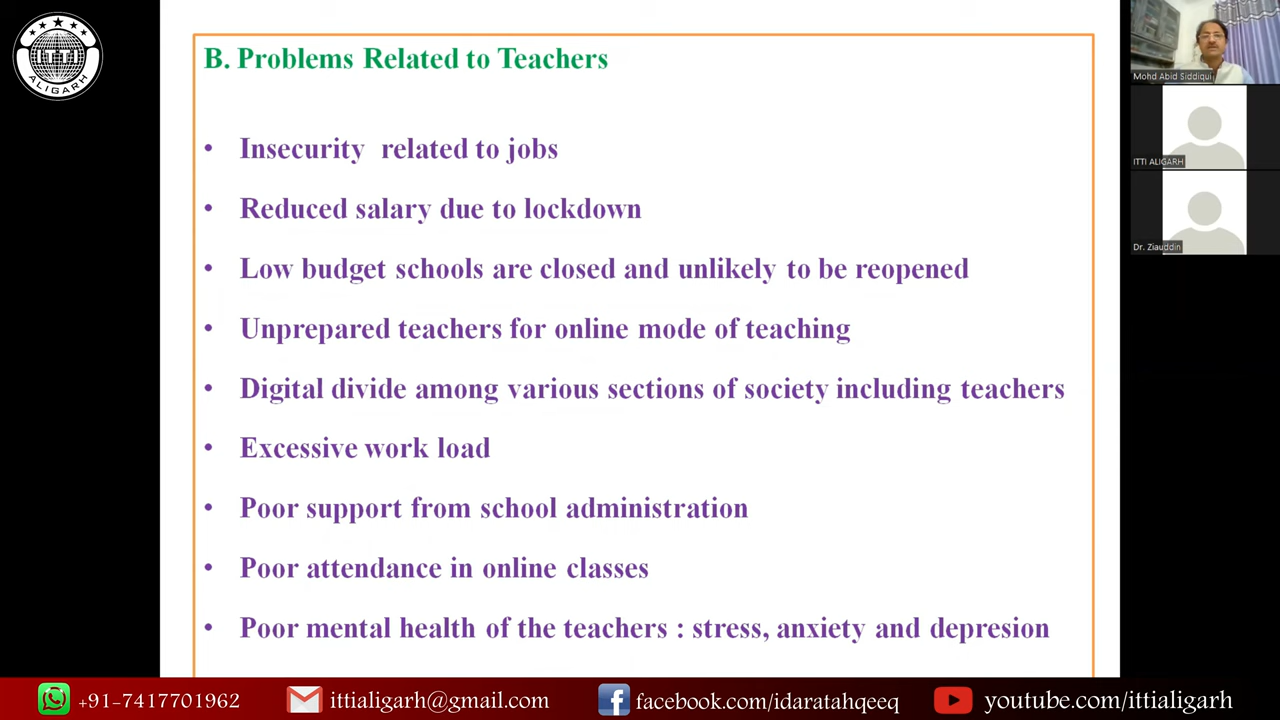 ITTI
ALIGARH
B. Problems Related to Teachers
• Insecurity related to jobs
• Reduced salary due to lockdown
• Low budget schools are closed and unlikely to be reopened
• Unprepared teachers for online mode of teaching
• Digital divide among various sections of society including teachers
• Excessive work load
• Poor support from school administration
• Poor attendance in online classes
• Poor mental health of the teachers : stress, anxiety and depresion
Mohd Abid Siddiqui
ITTI ALIGARH
Dr. Ziauddin
+91-7417701962
ittialigarh@gmail.com
facebook.com/idaratahqeeq
youtube.com/ittialigarh